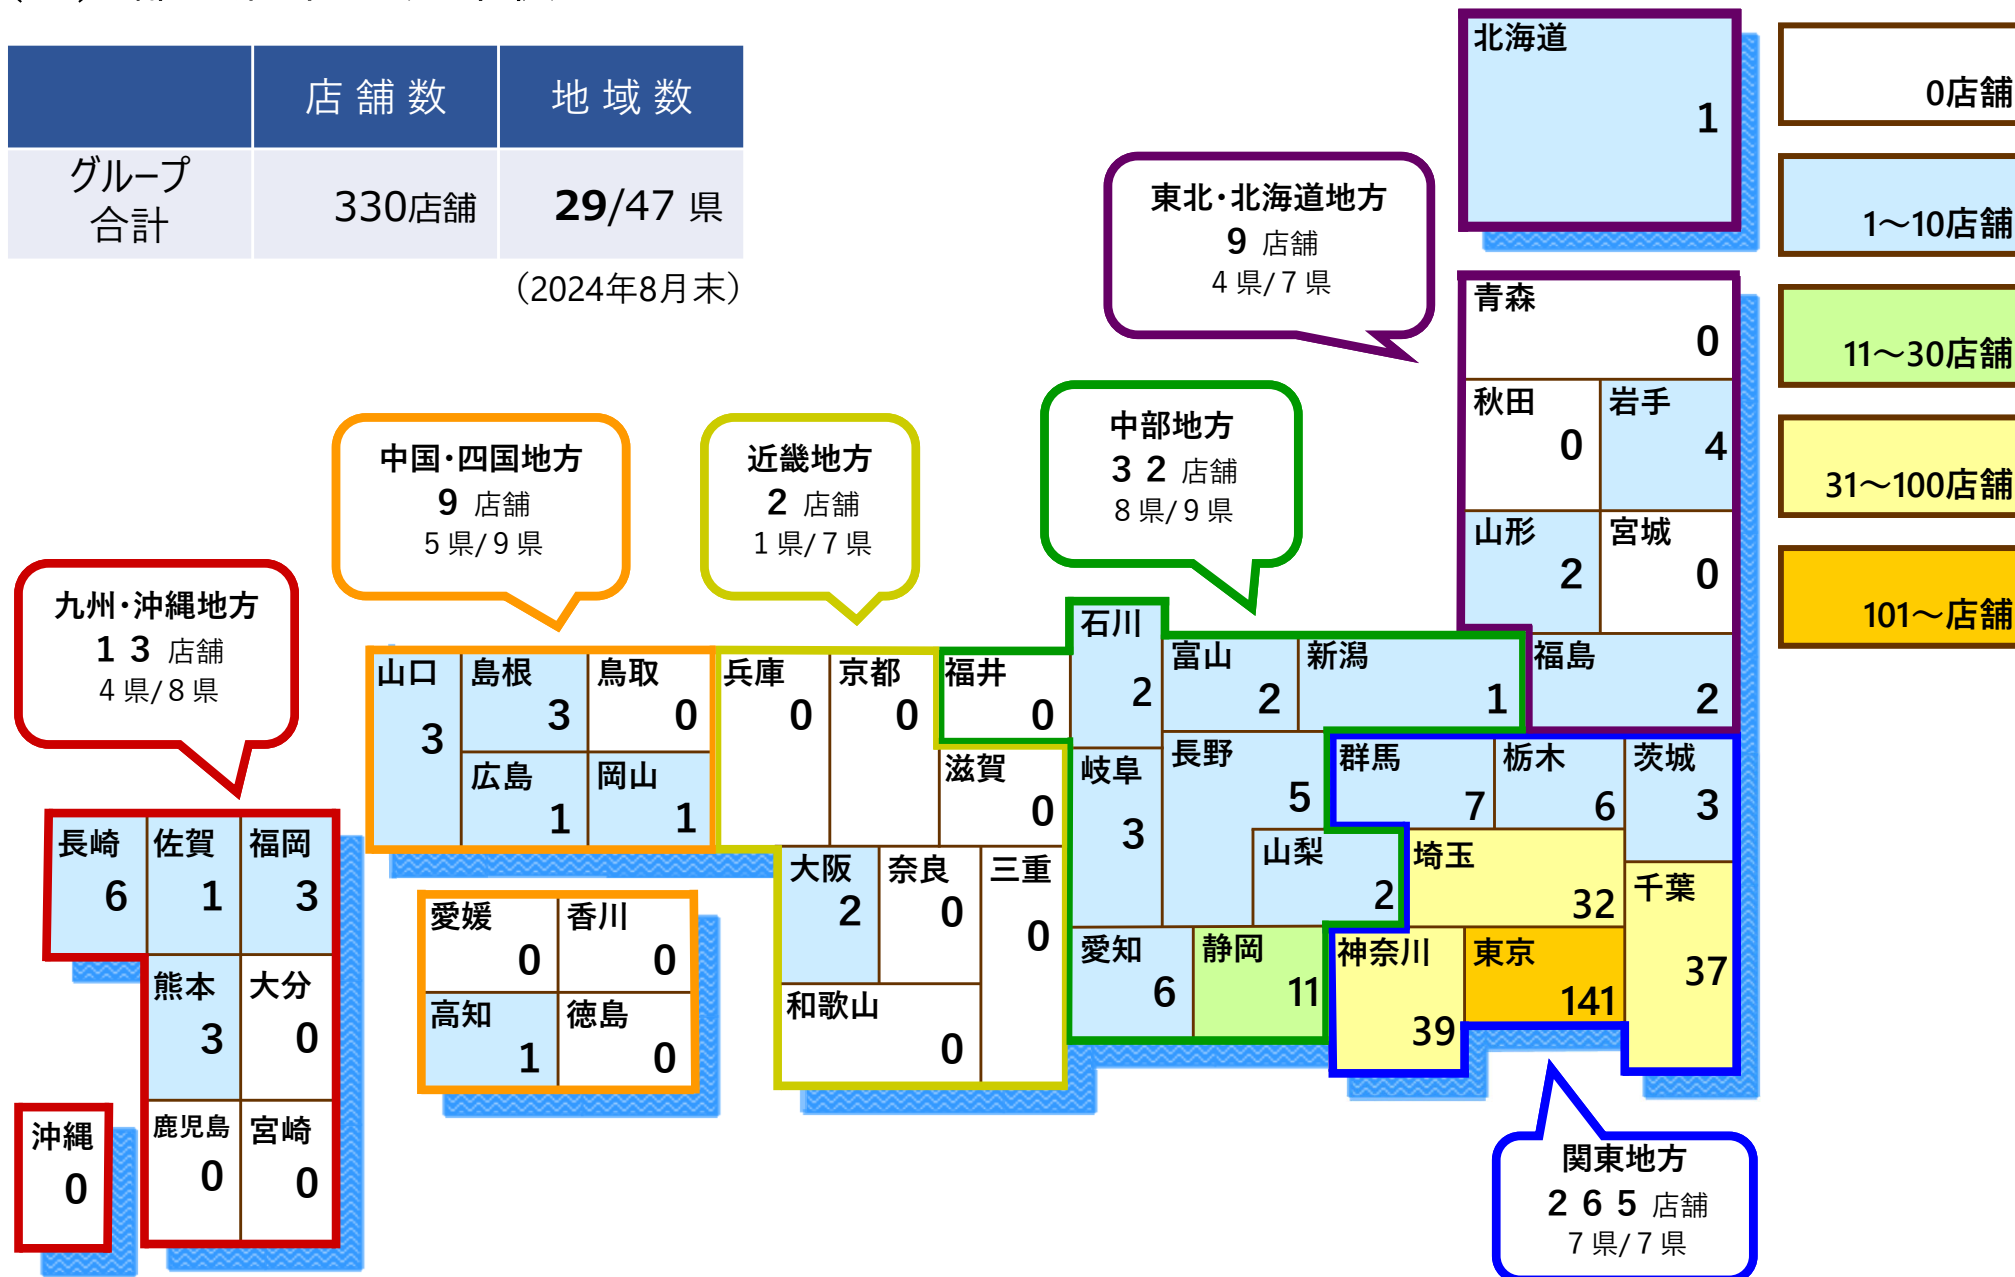 店舗数 地域数
グループ
合計
330店舗 29/47 県
（2024年8月末）
北海道
1
0店舗
1～10店舗
11～30店舗
31～100店舗
101～店舗
東北・北海道地方
9 店舗
4 県/ 7 県
青森
0
秋田
0
岩手
4
山形
2
宮城
0
福島
2
中部地方
3 2 店舗
8 県/ 9 県
石川
2
富山
2
新潟
1
福井
0
岐阜
3
長野
5
山梨
2
愛知
6
静岡
11
近畿地方
2 店舗
1 県/ 7 県
兵庫
0
京都
0
滋賀
0
大阪
2
奈良
0
三重
0
和歌山
0
中国・四国地方
9 店舗
5 県/ 9 県
山口
3
島根
3
鳥取
0
広島
1
岡山
1
愛媛
0
香川
0
高知
1
徳島
0
九州・沖縄地方
1 3 店舗
4 県/ 8 県
長崎
6
佐賀
1
福岡
3
熊本
3
大分
0
鹿児島
0
宮崎
0
沖縄
0
群馬
7
栃木
6
茨城
3
埼玉
32
千葉
37
神奈川
39
東京
141
関東地方
2 6 5 店舗
7 県/ 7 県